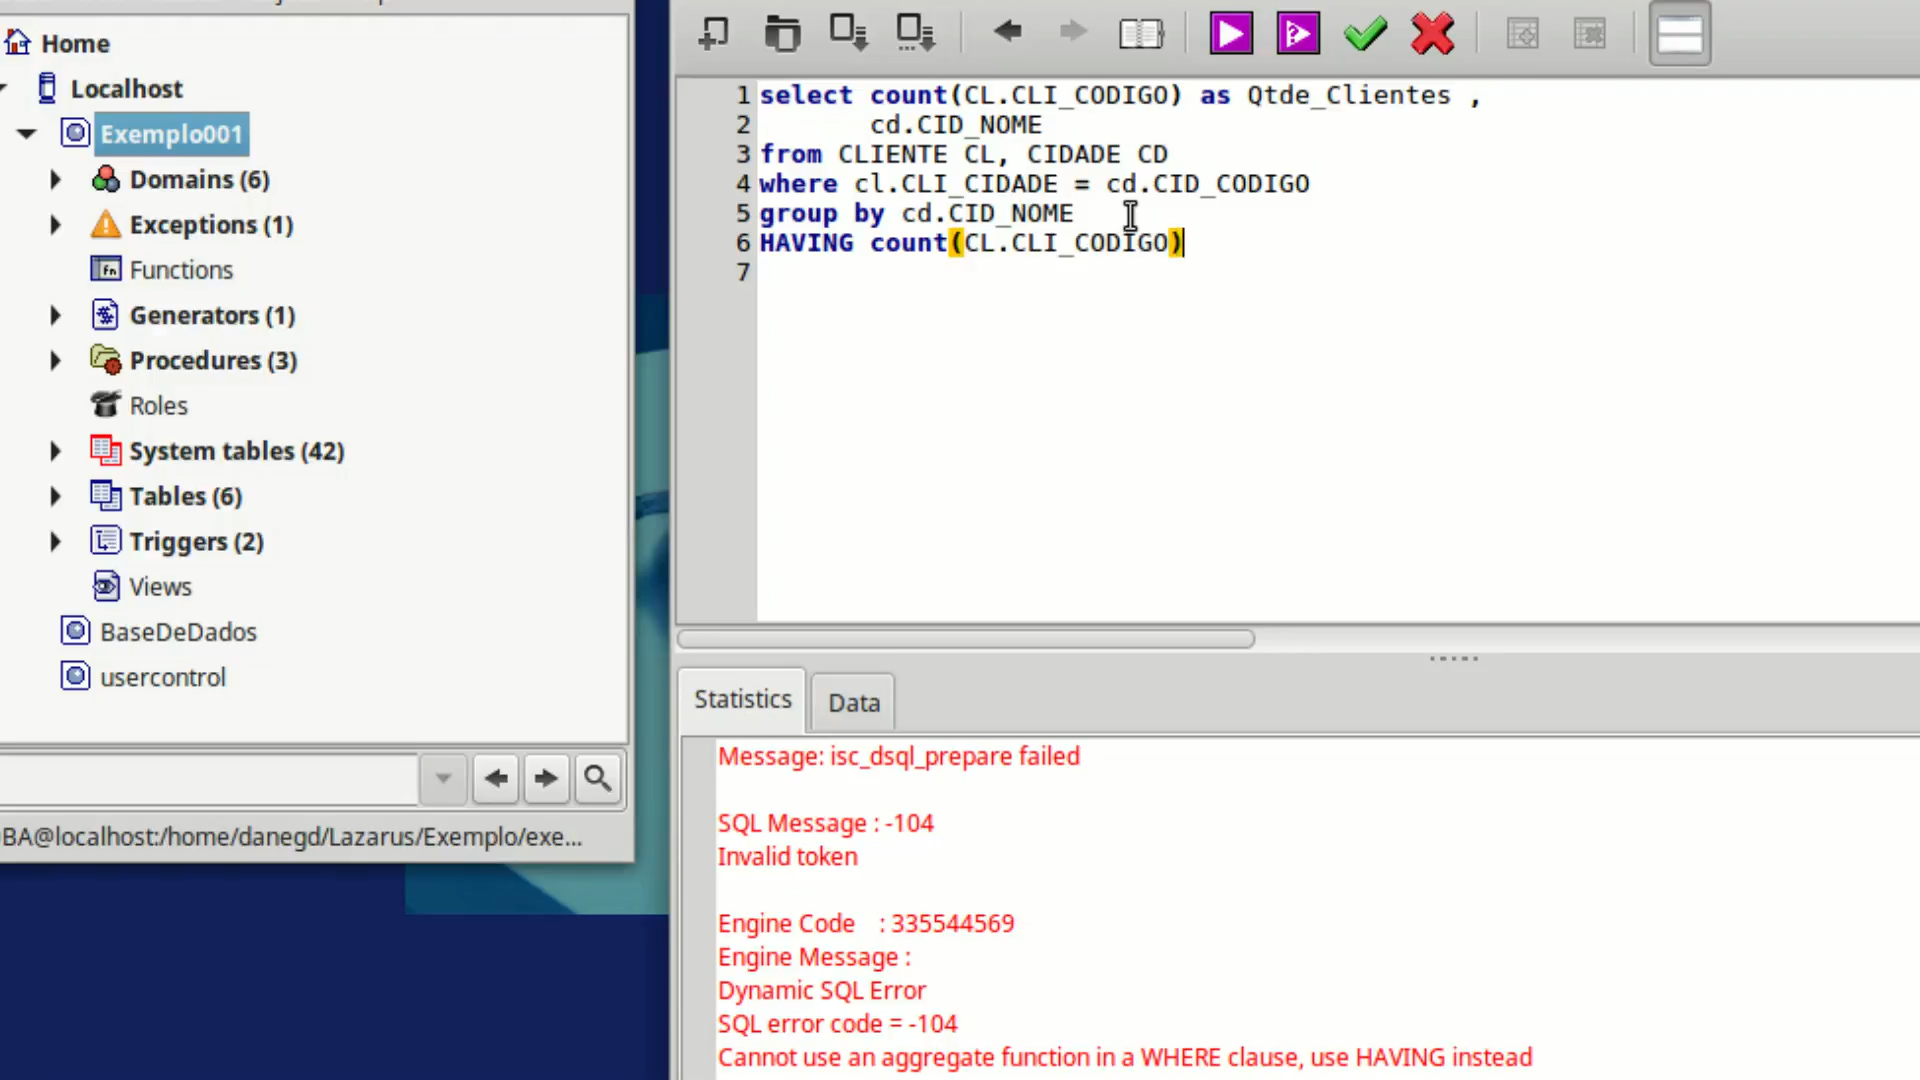 Home
Localhost
Exemplo001
Domains (6)
Exceptions (1)
Functions
Generators (1)
Procedures (3)
Roles
System tables (42)
Tables (6)
Triggers (2)
Views
BaseDeDados
usercontrol
BA@localhost:/home/danegd/Lazarus/Exemplo/exe...
1 select count(CL.CLI_CODIGO) as Qtde_Clientes ,
2 cd.CID_NOME
3 from CLIENTE CL, CIDADE CD
4 where cl.CLI_CIDADE = cd.CID_CODIGO
5 group by cd.CID_NOME
6 HAVING count(CL.CLI_CODIGO)
7
Statistics Data
Message: isc_dsql_prepare failed
SQL Message : -104
Invalid token
Engine Code : 335544569
Engine Message :
Dynamic SQL Error
SQL error code = -104
Cannot use an aggregate function in a WHERE clause, use HAVING instead